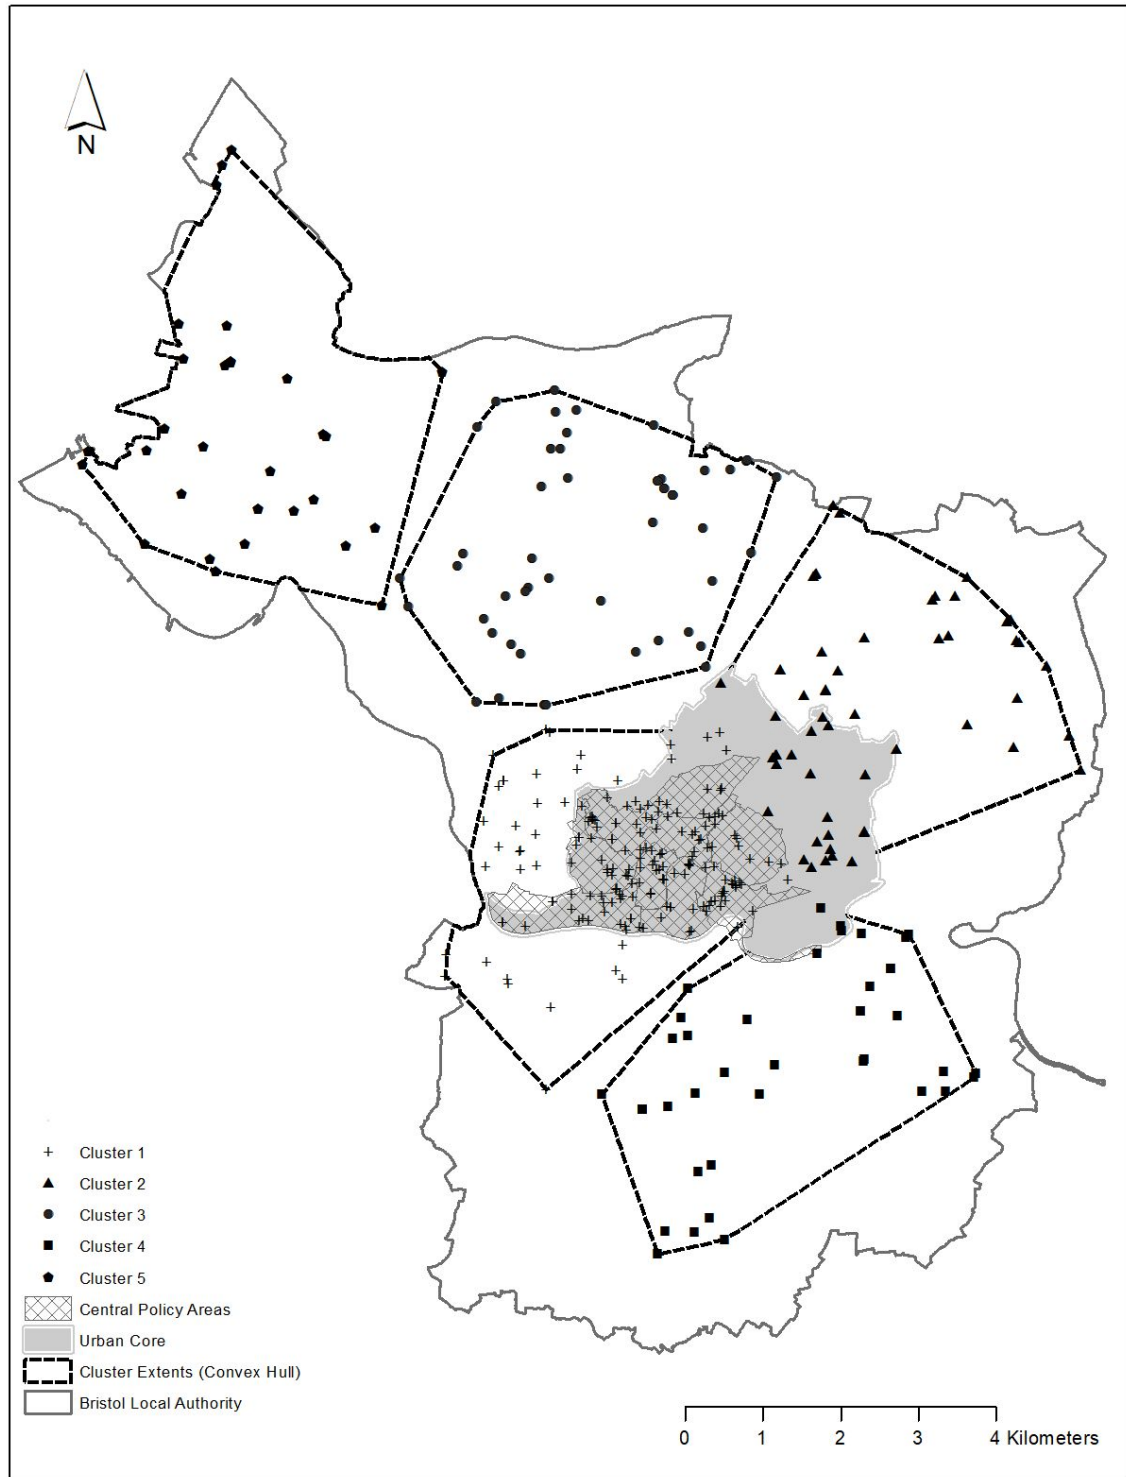 N
Cluster 1
Cluster 2
Cluster 3
Cluster 4
Cluster 5
Central Policy Areas
Urban Core
Cluster Extents (Convex Hull)
Bristol Local Authority
0 1 2 3 4 Kilometers